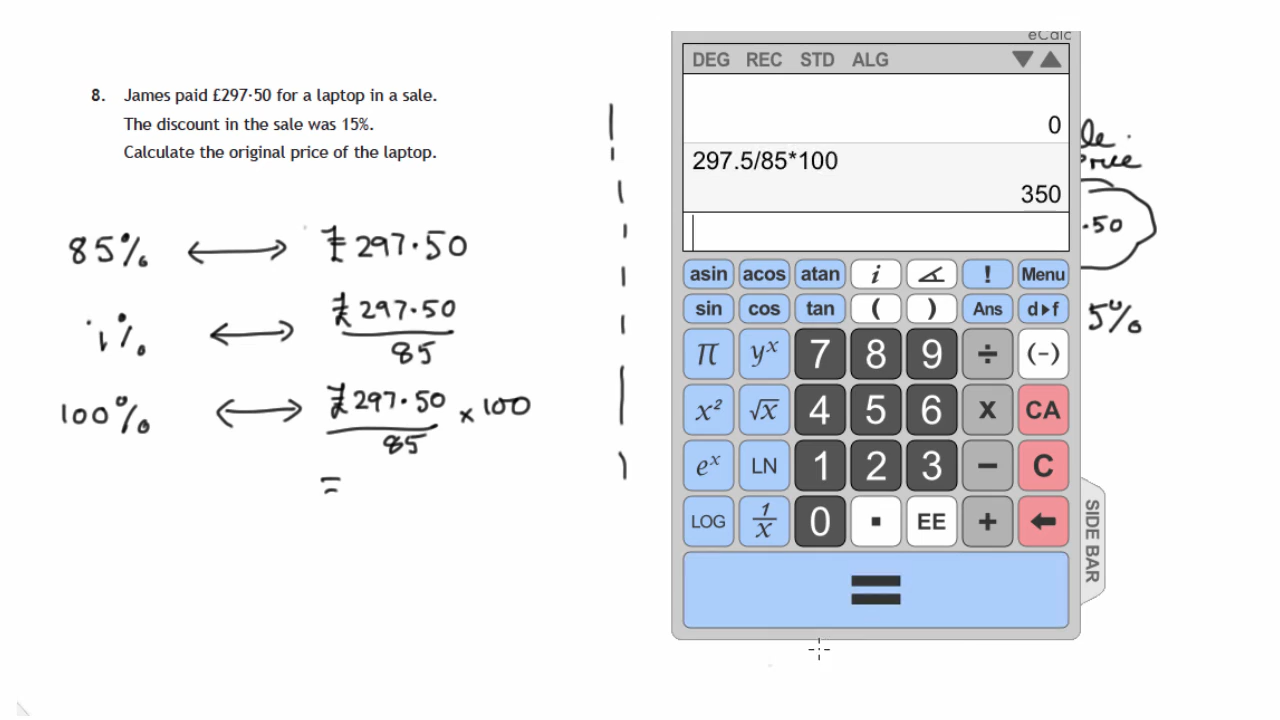 8. James paid £297·50 for a laptop in a sale.
The discount in the sale was 15%.
Calculate the original price of the laptop.
85% ⟷ £297·50
1% ⟷ £297·50
85
100% ⟷ £297·50 × 100
85
=
eCalc
DEG REC STD ALG ▼ ▲
0
297.5/85*100
350
asin acos atan i ∠ ! Menu
sin cos tan ( ) Ans d▸f
π yˣ 7 8 9 ÷ (-)
x² √x 4 5 6 x CA
eˣ LN 1 2 3 − C
LOG 1/x 0 . EE + ←
=
SIDE BAR
.50
5%